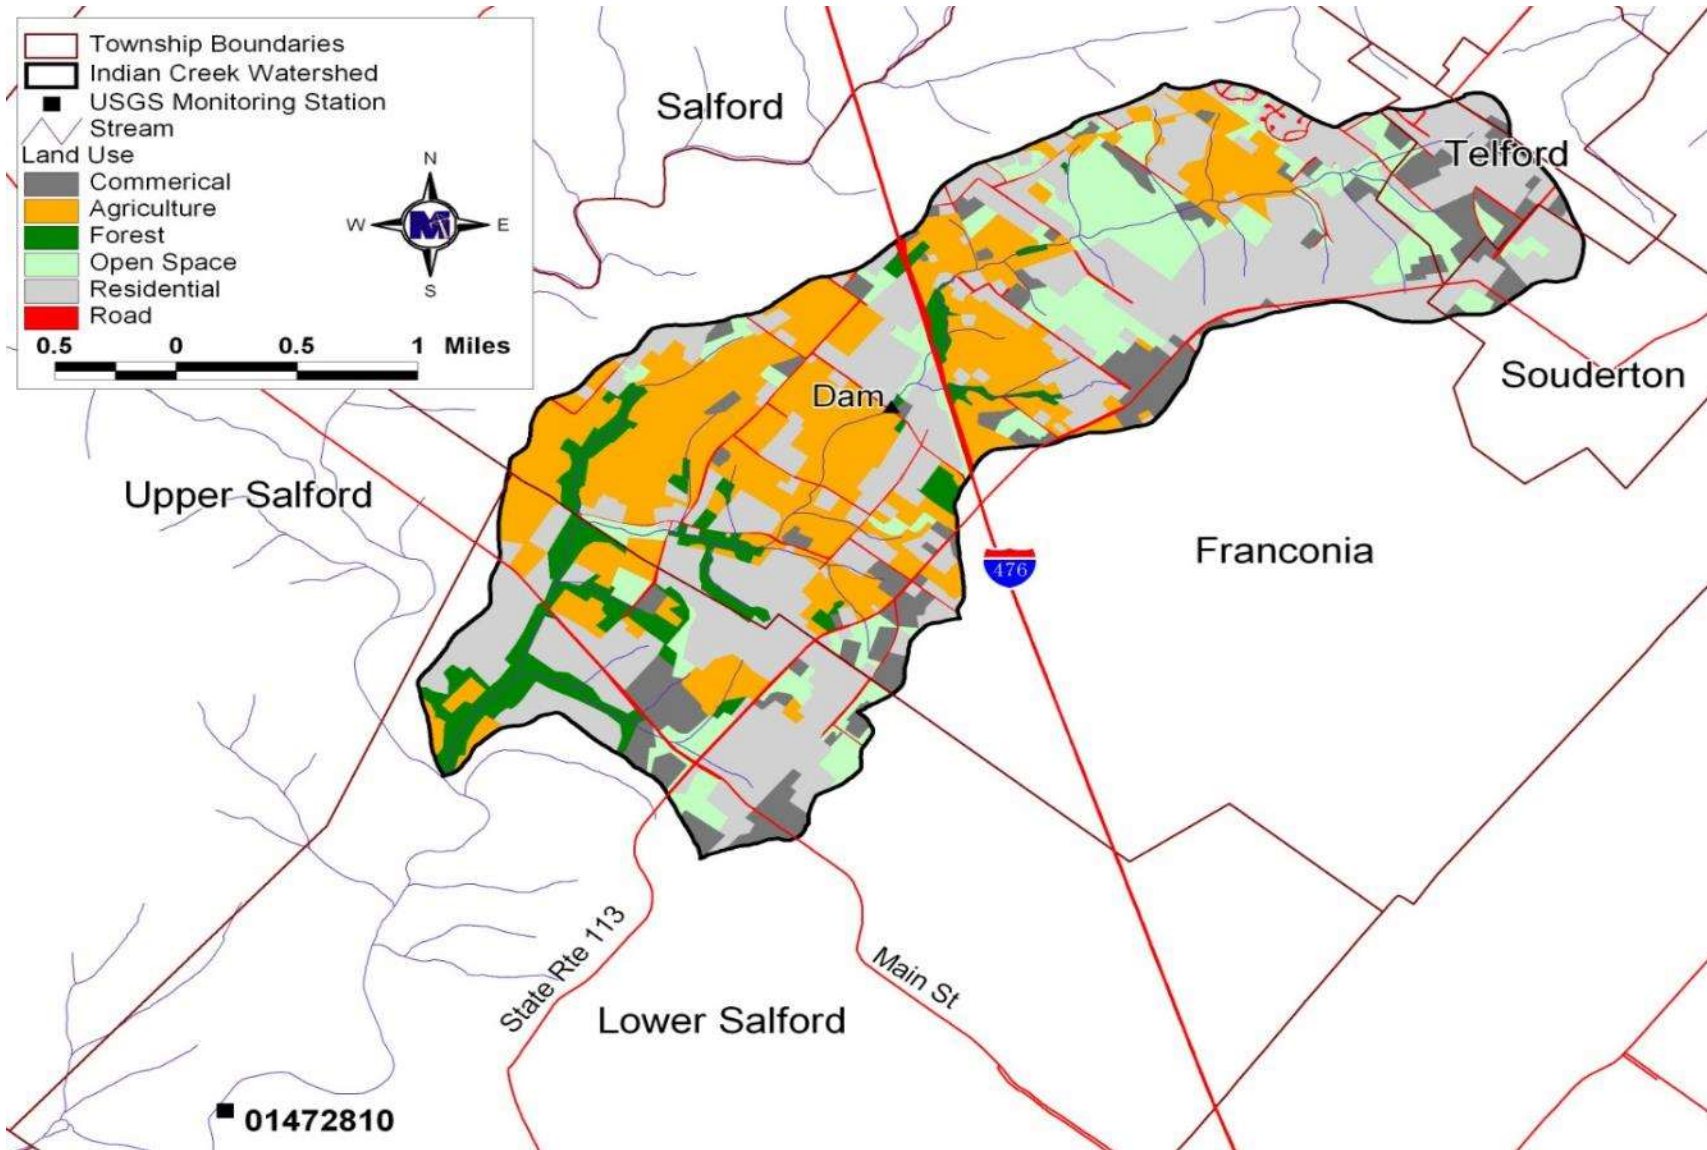 Township Boundaries
Indian Creek Watershed
USGS Monitoring Station
Stream
Land Use
Commerical
Agriculture
Forest
Open Space
Residential
Road
0.5 0 0.5 1 Miles
N
W E
S
M
Salford
Telford
Souderton
Dam
Upper Salford
Franconia
476
State Rte 113
Main St
Lower Salford
01472810